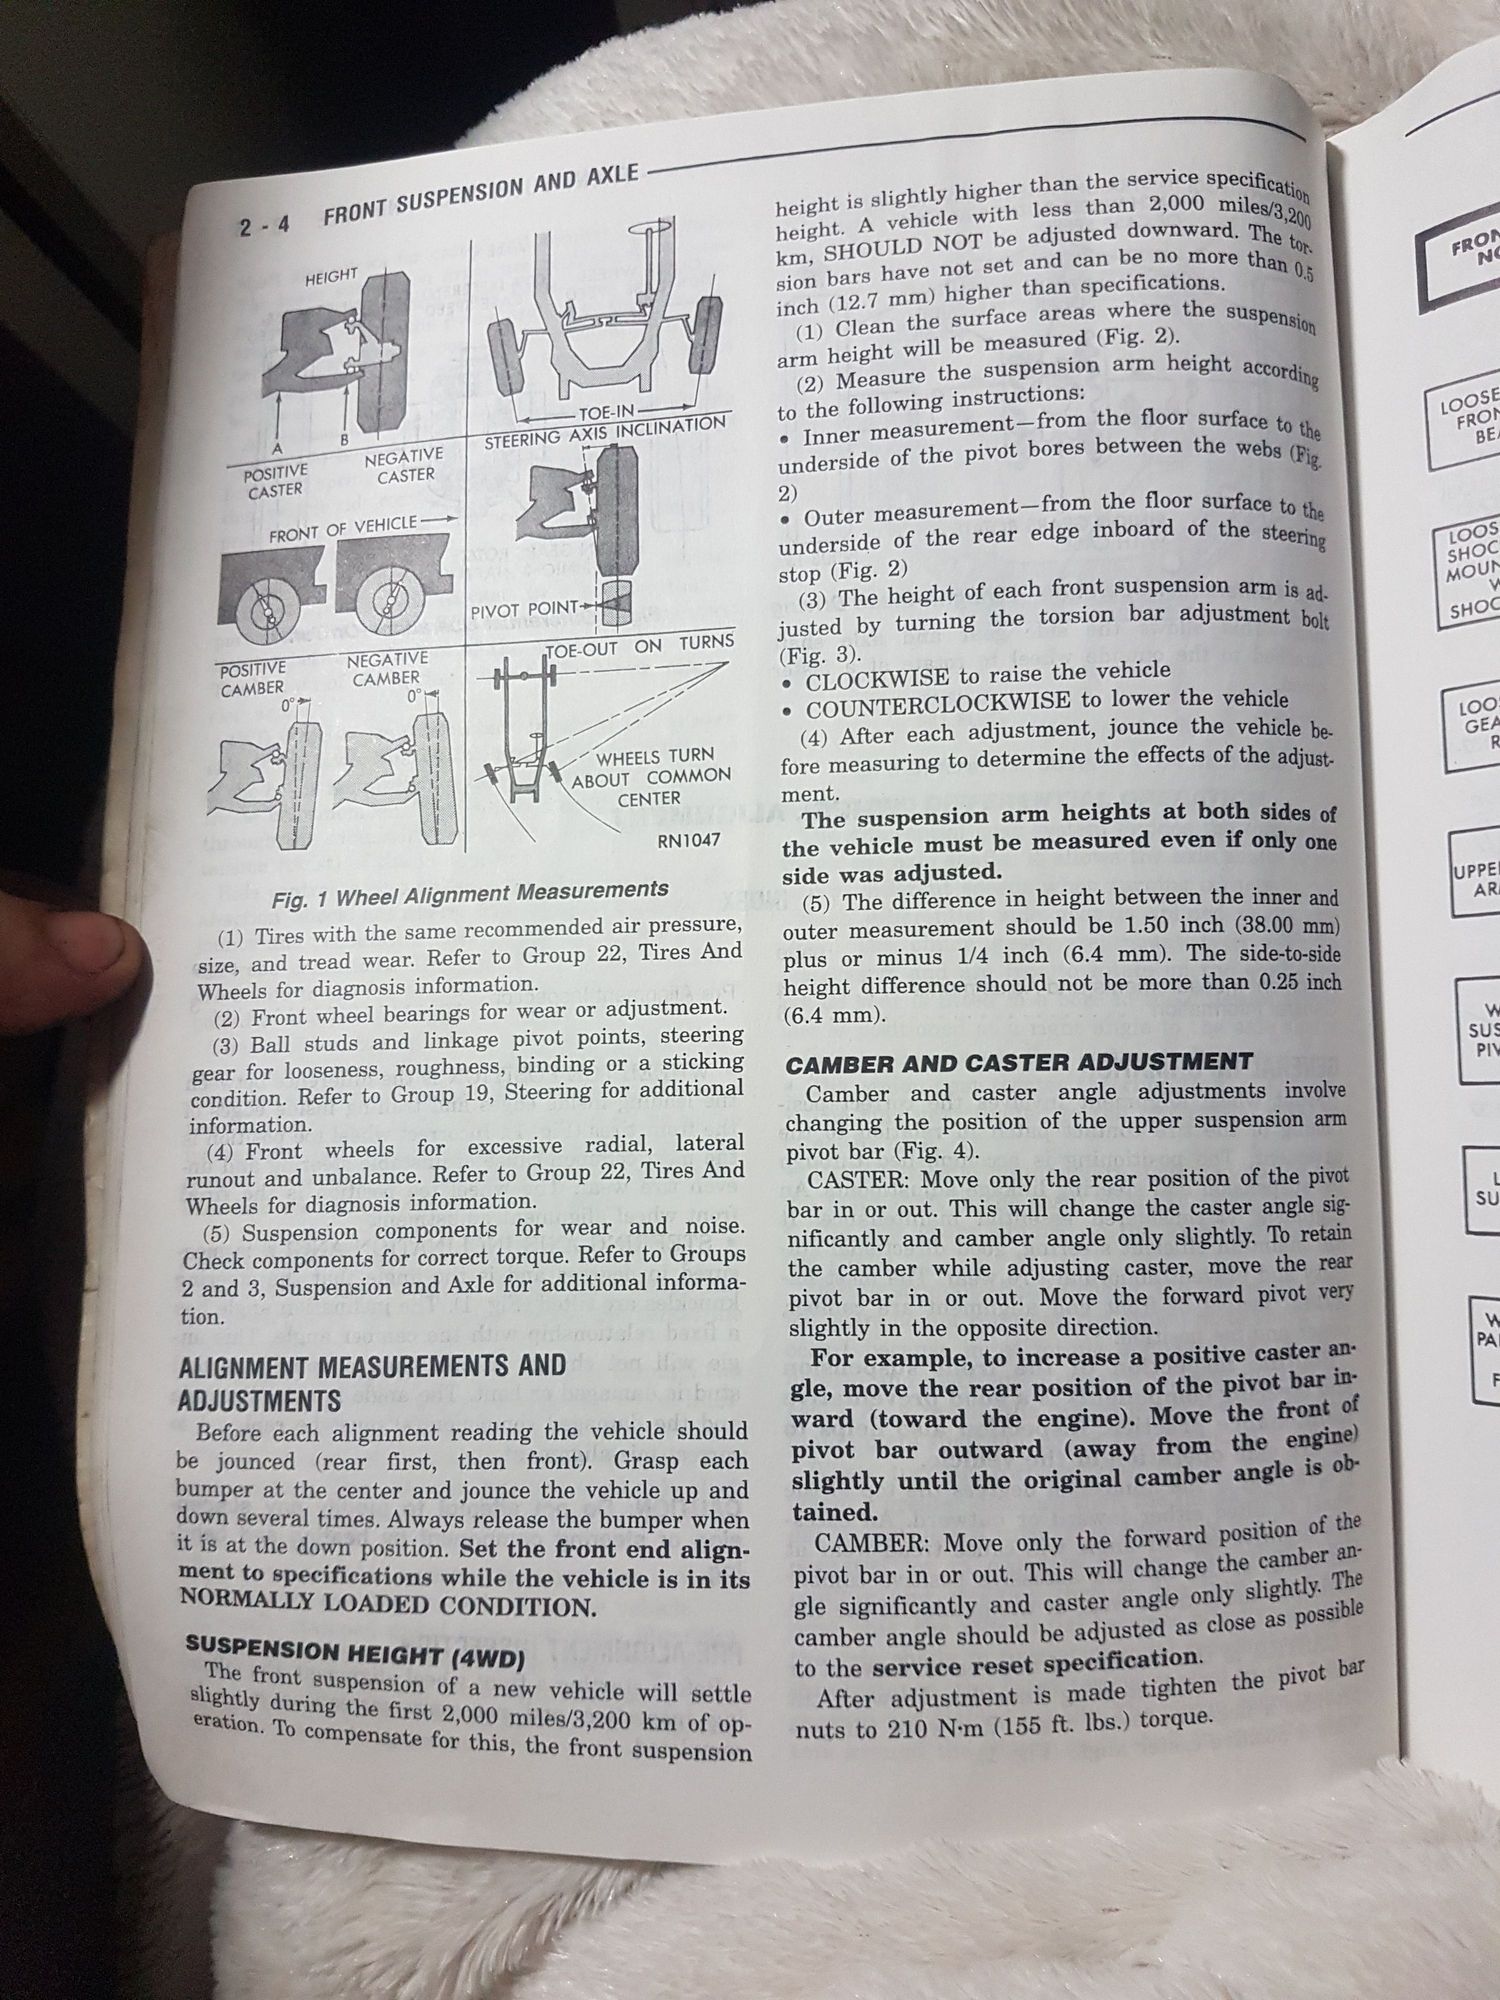 2 - 4 FRONT SUSPENSION AND AXLE
HEIGHT
A
B
TOE-IN
POSITIVE
CASTER
NEGATIVE
CASTER
STEERING AXIS INCLINATION
FRONT OF VEHICLE
PIVOT POINT
POSITIVE
CAMBER
0°
NEGATIVE
CAMBER
0°
TOE-OUT ON TURNS
WHEELS TURN
ABOUT COMMON
CENTER
RN1047
Fig. 1 Wheel Alignment Measurements
(1) Tires with the same recommended air pressure,
size, and tread wear. Refer to Group 22, Tires And
Wheels for diagnosis information.
(2) Front wheel bearings for wear or adjustment.
(3) Ball studs and linkage pivot points, steering
gear for looseness, roughness, binding or a sticking
condition. Refer to Group 19, Steering for additional
information.
(4) Front wheels for excessive radial, lateral
runout and unbalance. Refer to Group 22, Tires And
Wheels for diagnosis information.
(5) Suspension components for wear and noise.
Check components for correct torque. Refer to Groups
2 and 3, Suspension and Axle for additional informa-
tion.
ALIGNMENT MEASUREMENTS AND
ADJUSTMENTS
Before each alignment reading the vehicle should
be jounced (rear first, then front). Grasp each
bumper at the center and jounce the vehicle up and
down several times. Always release the bumper when
it is at the down position. Set the front end align-
ment to specifications while the vehicle is in its
NORMALLY LOADED CONDITION.
SUSPENSION HEIGHT (4WD)
The front suspension of a new vehicle will settle
slightly during the first 2,000 miles/3,200 km of op-
eration. To compensate for this, the front suspension
height is slightly higher than the service specification
height. A vehicle with less than 2,000 miles/3,200
km, SHOULD NOT be adjusted downward. The tor-
sion bars have not set and can be no more than 0.5
inch (12.7 mm) higher than specifications.
(1) Clean the surface areas where the suspension
arm height will be measured (Fig. 2).
(2) Measure the suspension arm height according
to the following instructions:
• Inner measurement—from the floor surface to the
underside of the pivot bores between the webs (Fig.
2)
• Outer measurement—from the floor surface to the
underside of the rear edge inboard of the steering
stop (Fig. 2)
(3) The height of each front suspension arm is ad-
justed by turning the torsion bar adjustment bolt
(Fig. 3).
• CLOCKWISE to raise the vehicle
• COUNTERCLOCKWISE to lower the vehicle
(4) After each adjustment, jounce the vehicle be-
fore measuring to determine the effects of the adjust-
ment.
The suspension arm heights at both sides of
the vehicle must be measured even if only one
side was adjusted.
(5) The difference in height between the inner and
outer measurement should be 1.50 inch (38.00 mm)
plus or minus 1/4 inch (6.4 mm). The side-to-side
height difference should not be more than 0.25 inch
(6.4 mm).
CAMBER AND CASTER ADJUSTMENT
Camber and caster angle adjustments involve
changing the position of the upper suspension arm
pivot bar (Fig. 4).
CASTER: Move only the rear position of the pivot
bar in or out. This will change the caster angle sig-
nificantly and camber angle only slightly. To retain
the camber while adjusting caster, move the rear
pivot bar in or out. Move the forward pivot very
slightly in the opposite direction.
For example, to increase a positive caster an-
gle, move the rear position of the pivot bar in-
ward (toward the engine). Move the front of
pivot bar outward (away from the engine)
slightly until the original camber angle is ob-
tained.
CAMBER: Move only the forward position of the
pivot bar in or out. This will change the camber an-
gle significantly and caster angle only slightly. The
camber angle should be adjusted as close as possible
to the service reset specification.
After adjustment is made tighten the pivot bar
nuts to 210 N·m (155 ft. lbs.) torque.
LOOSE